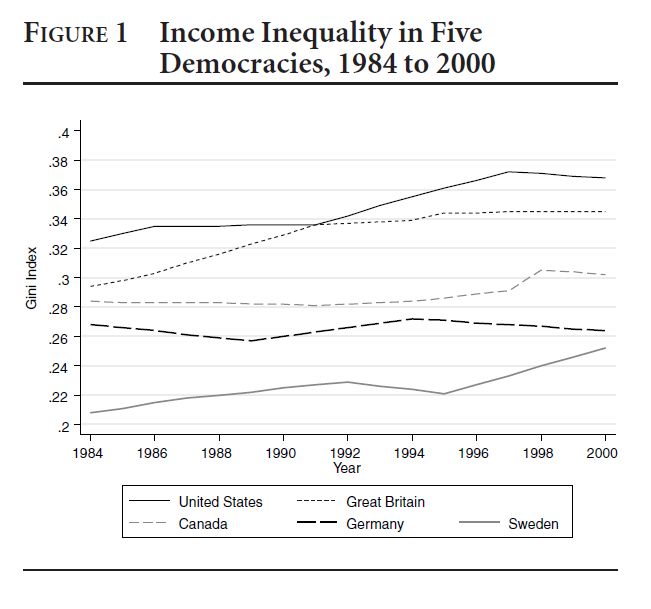 FIGURE 1 Income Inequality in Five
Democracies, 1984 to 2000
.4
.38
.36
.34
.32
.3
.28
.26
.24
.22
.2
Gini Index
1984 1986 1988 1990 1992 1994 1996 1998 2000
Year
United States Great Britain
Canada Germany Sweden